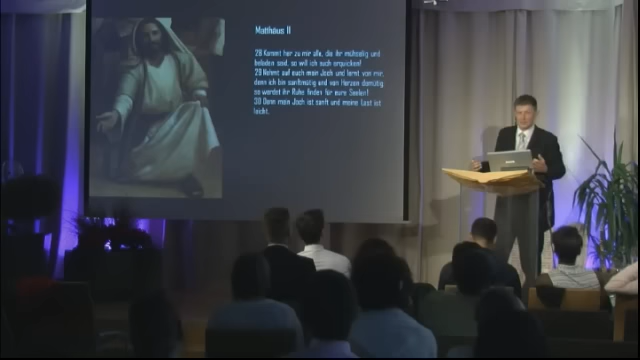 Matthäus 11
28 Kommt her zu mir alle, die ihr mühselig und
beladen seid, so will ich euch erquicken!
29 Nehmt auf euch mein Joch und lernt von mir,
denn ich bin sanftmütig und von Herzen demütig
so werdet ihr Ruhe finden für eure Seelen!
30 Denn mein Joch ist sanft und meine Last ist
leicht.